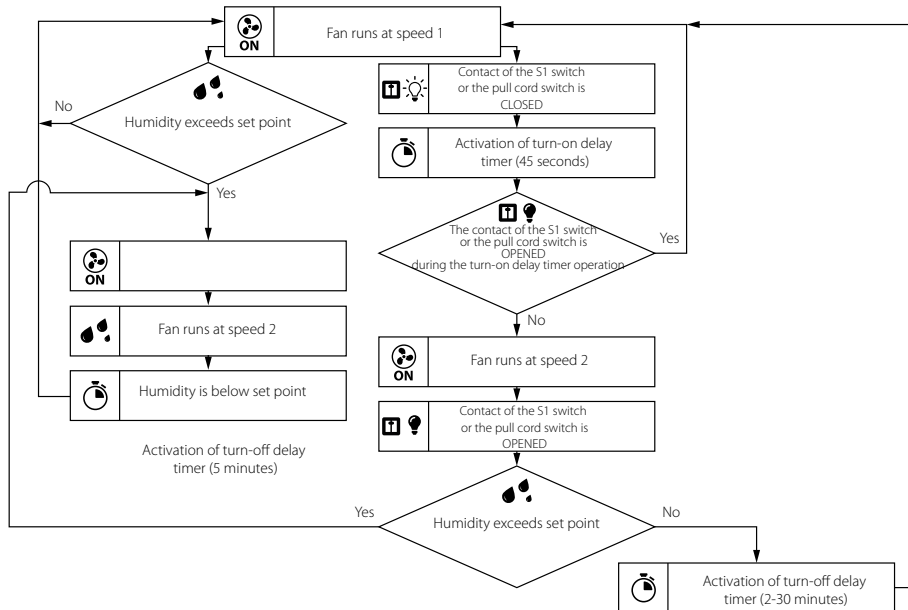 ON
Fan runs at speed 1
No
Humidity exceeds set point
Yes
ON
Fan runs at speed 2
Humidity is below set point
Activation of turn-off delay
timer (5 minutes)
Contact of the S1 switch
or the pull cord switch is
CLOSED
Activation of turn-on delay
timer (45 seconds)
The contact of the S1 switch
or the pull cord switch is
OPENED
during the turn-on delay timer operation
Yes
No
ON
Fan runs at speed 2
Contact of the S1 switch
or the pull cord switch is
OPENED
Yes
Humidity exceeds set point
No
Activation of turn-off delay
timer (2-30 minutes)